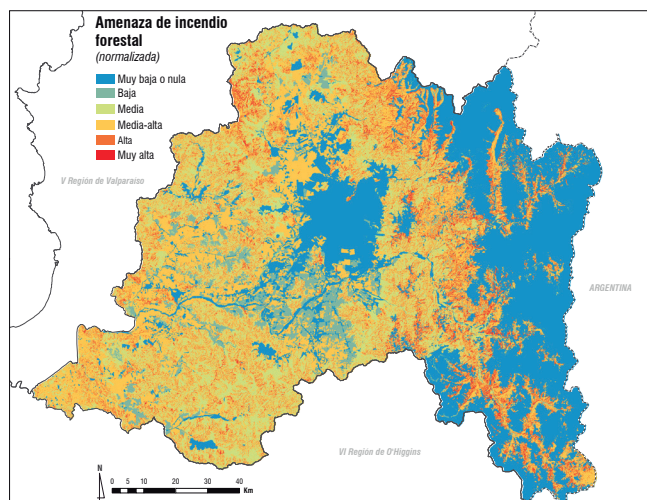 Amenaza de incendio
forestal
(normalizada)
Muy baja o nula
Baja
Media
Media-alta
Alta
Muy alta
V Región de Valparaíso
ARGENTINA
VI Región de O'Higgins
N
0 5 10 20 30 40
Km